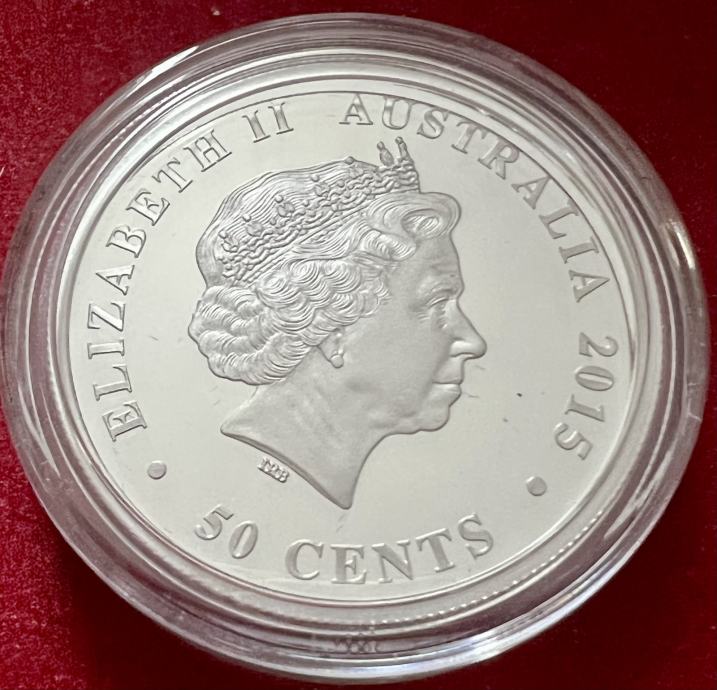 ELIZABETH II AUSTRALIA 2015
IRB
50 CENTS